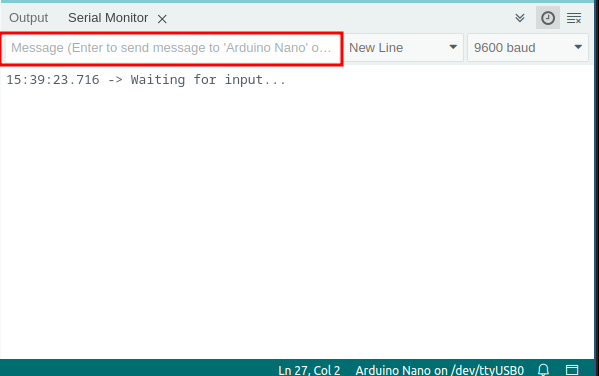 Output Serial Monitor
Message (Enter to send message to 'Arduino Nano' o... New Line 9600 baud
15:39:23.716 -> Waiting for input...
Ln 27, Col 2 Arduino Nano on /dev/ttyUSB0